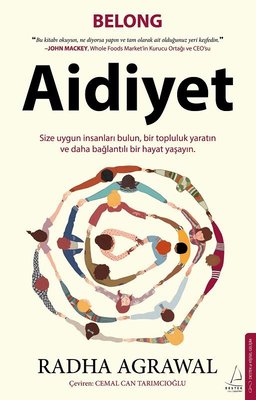 BELONG
"Bu kitabı okuyun, ne diyorsa yapın ve tam olarak ait olduğunuz yeri keşfedin."
–JOHN MACKEY, Whole Foods Market'in Kurucu Ortağı ve CEO'su
Aidiyet
Size uygun insanları bulun, bir topluluk yaratın
ve daha bağlantılı bir hayat yaşayın.
RADHA AGRAWAL
Çeviren: CEMAL CAN TARIMCIOĞLU
DESTEK